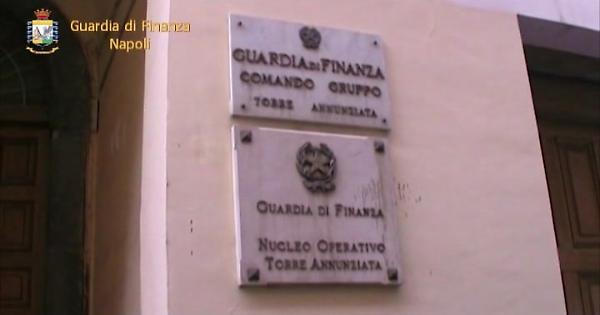 Guardia di Finanza
Napoli
GUARDIA DI FINANZA
COMANDO GRUPPO
TORRE ANNUNZIATA
GUARDIA DI FINANZA
NUCLEO OPERATIVO
TORRE ANNUNZIATA